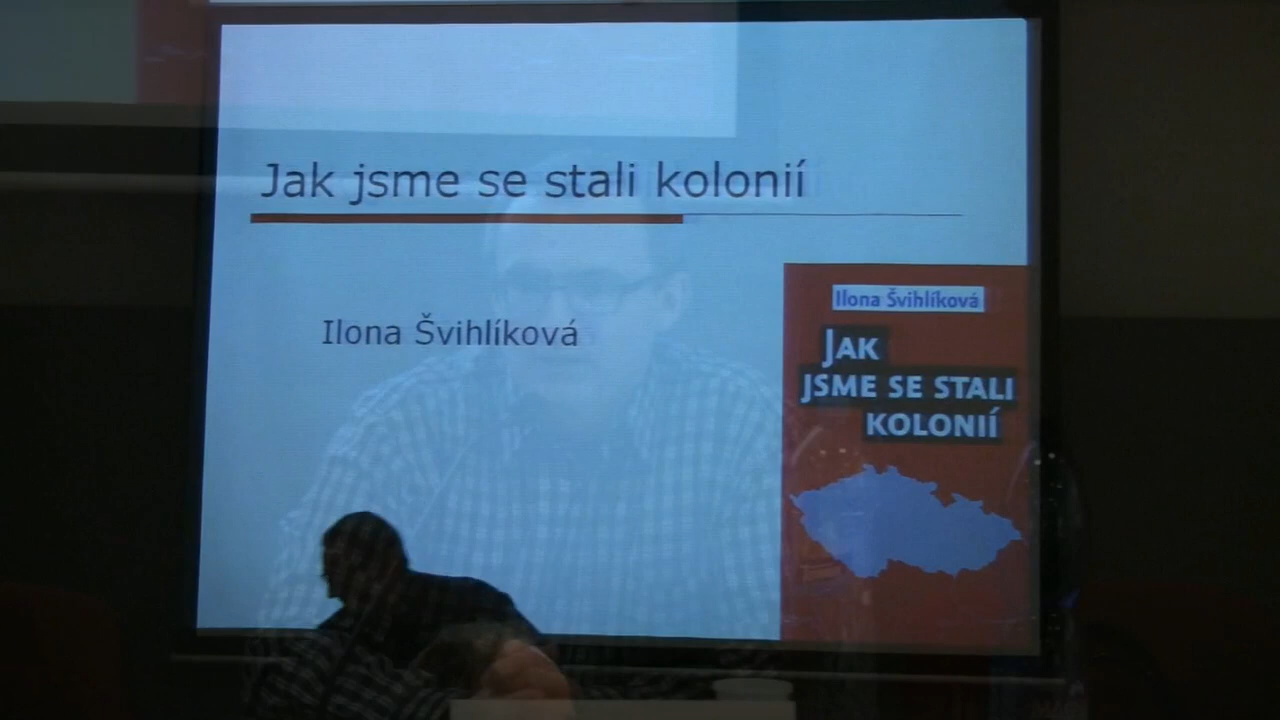 Jak jsme se stali kolonií
Ilona Švihlíková
Ilona Švihlíková
JAK
JSME SE STALI
KOLONIÍ